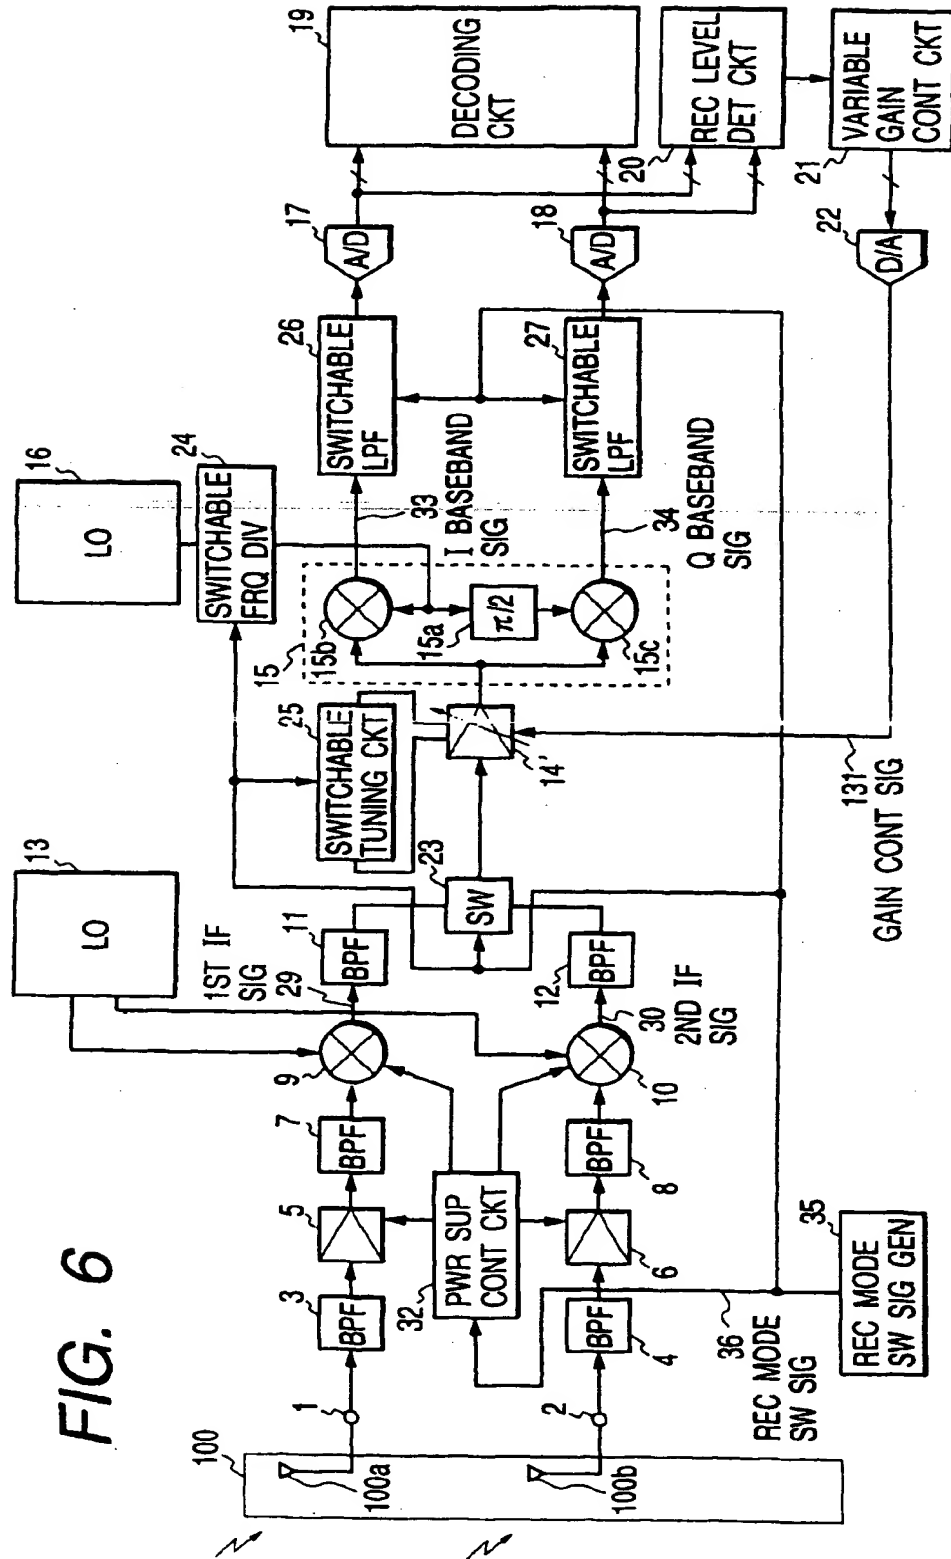 FIG. 6
100
100a
100b
1
2
3
BPF
4
BPF
5
6
7
BPF
8
BPF
32
PWR SUP
CONT CKT
9
10
13
LO
1ST IF
SIG
29
30
2ND IF
SIG
11
BPF
12
BPF
23
SW
25
SWITCHABLE
TUNING CKT
14'
16
LO
24
SWITCHABLE
FRQ DIV
15
15b
15a
π/2
15c
33
I BASEBAND
SIG
34
Q BASEBAND
SIG
26
SWITCHABLE
LPF
27
SWITCHABLE
LPF
17
A/D
18
A/D
19
DECODING
CKT
20
REC LEVEL
DET CKT
21
VARIABLE
GAIN
CONT CKT
22
D/A
131
GAIN CONT SIG
36
REC MODE
SW SIG
35
REC MODE
SW SIG GEN